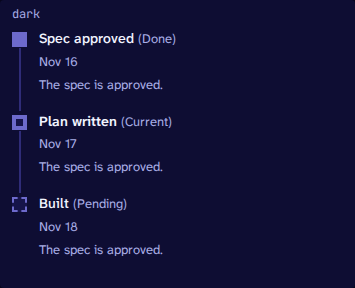 dark
Spec approved (Done)
Nov 16
The spec is approved.
Plan written (Current)
Nov 17
The spec is approved.
Built (Pending)
Nov 18
The spec is approved.